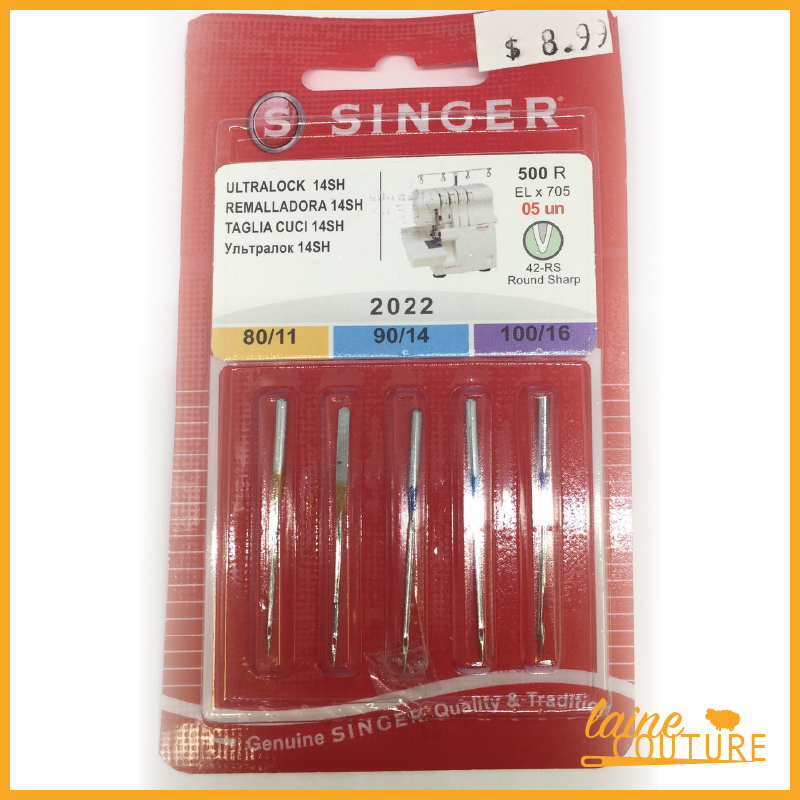 $ 8.99
S SINGER®
ULTRALOCK 14SH
REMALLADORA 14SH
TAGLIA CUCI 14SH
Ультралок 14SH
500 R
EL x 705
05 un
42-RS
Round Sharp
2022
80/11 90/14 100/16
Genuine SINGER® Quality & Traditio
laine
COUTURE